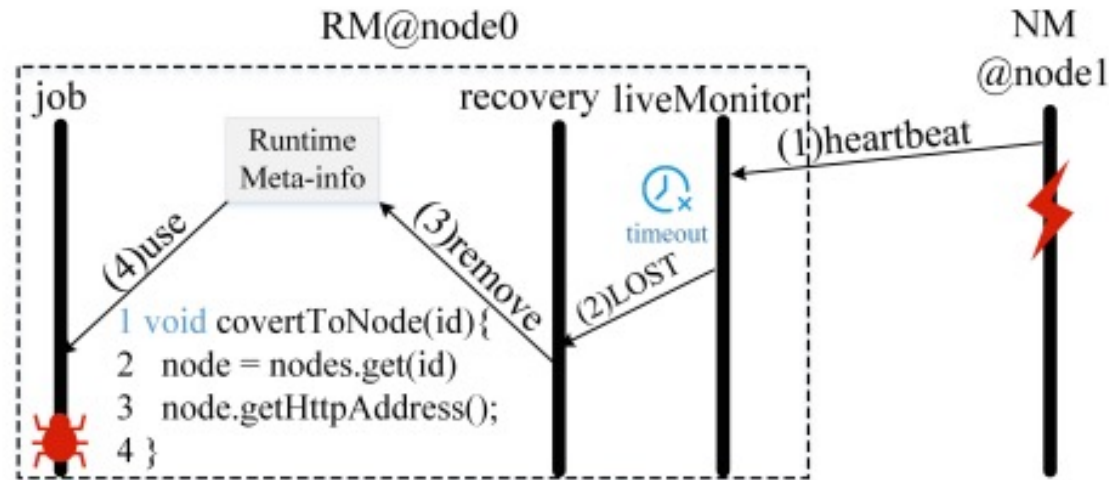 RM@node0
NM
@node1
job
recovery
liveMonitor
Runtime
Meta-info
(1)heartbeat
timeout
(2)LOST
(3)remove
(4)use
1 void covertToNode(id){
2 node = nodes.get(id)
3 node.getHttpAddress();
4 }